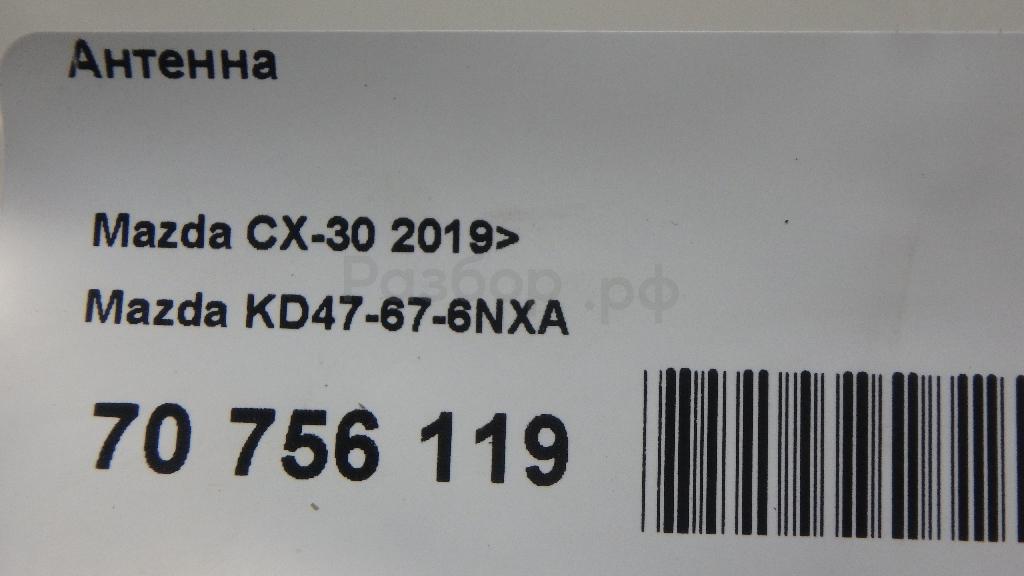 Антенна
Mazda CX-30 2019>
Разбор.рф
Mazda KD47-67-6NXA
70 756 119